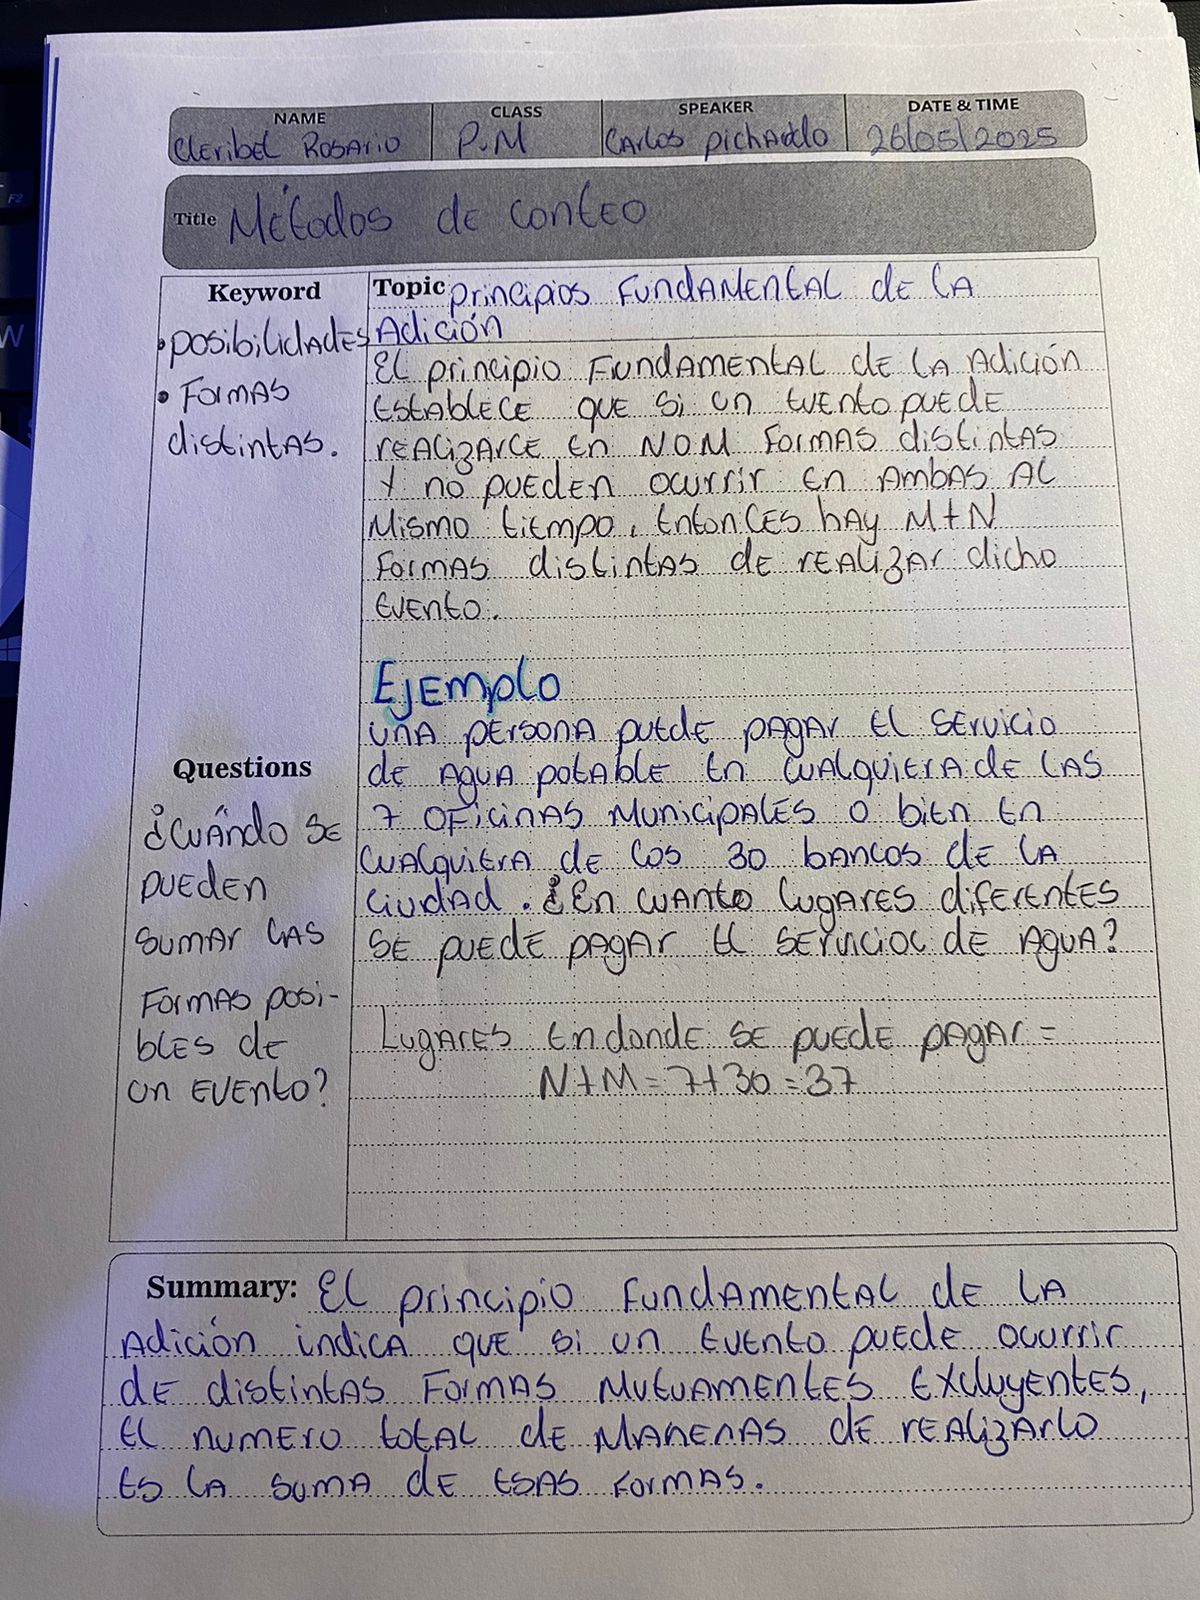 NAME CLASS SPEAKER DATE & TIME
Cleribel Rosario P.M Carlos Pichardo 26/05/2025
Title Métodos de conteo
Keyword
• posibilidades
• Formas
distintas.
Topic principios Fundamental de la
Adición
El principio Fundamental de la Adición
establece que si un evento puede
realizarce en N O M Formas distintas
y no pueden ocurrir en ambas al
mismo tiempo, entonces hay M+N
Formas distintas de realizar dicho
evento.
Ejemplo
una persona puede pagar el servicio
de agua potable en cualquiera de las
7 oficinas municipales o bien en
cualquiera de los 30 bancos de la
ciudad. ¿En cuanto lugares diferentes
se puede pagar el servicioc de agua?
Lugares en donde se puede pagar =
N+M=7+30=37
Questions
¿Cuándo se
pueden
sumar las
Formas posi-
bles de
un evento?
Summary: El principio Fundamental de la
Adición indica que si un evento puede ocurrir
de distintas Formas mutuamentes excluyentes,
el numero total de manenas de realizarlo
es la suma de esas formas.